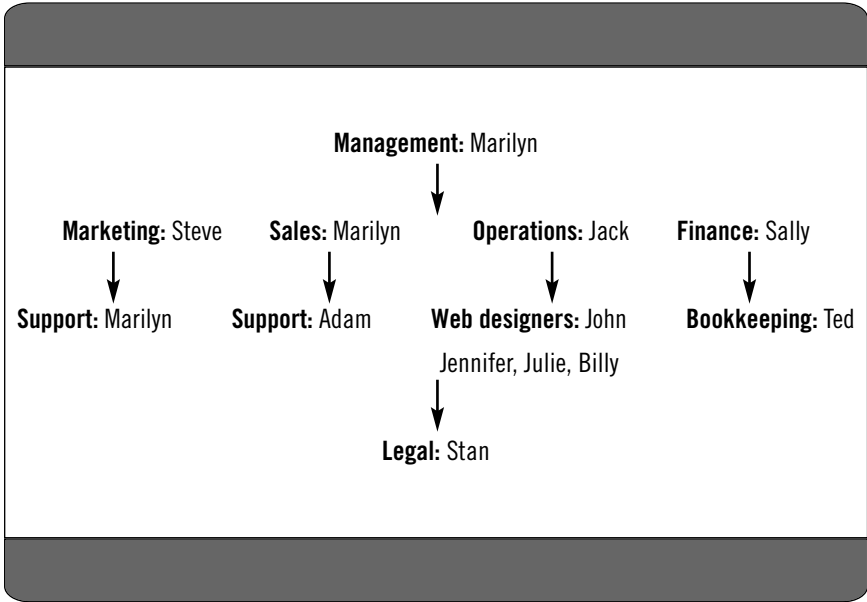 Management: Marilyn
Marketing: Steve
Sales: Marilyn
Operations: Jack
Finance: Sally
Support: Marilyn
Support: Adam
Web designers: John
Jennifer, Julie, Billy
Bookkeeping: Ted
Legal: Stan